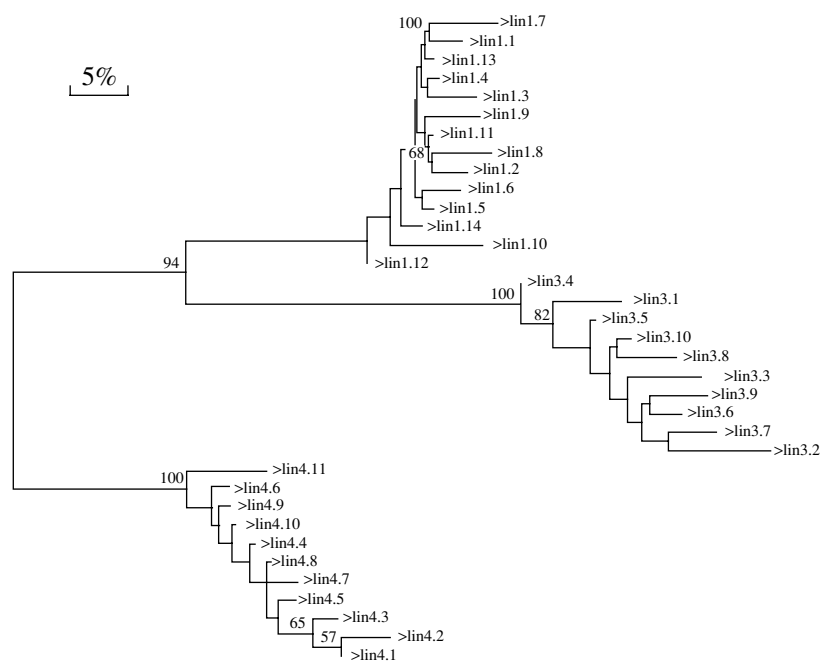 100
>lin1.7
>lin1.1
>lin1.13
5%
>lin1.4
>lin1.3
>lin1.9
>lin1.11
68
>lin1.8
>lin1.2
>lin1.6
>lin1.5
>lin1.14
>lin1.10
94
>lin1.12
>lin3.4
100
>lin3.1
82
>lin3.5
>lin3.10
>lin3.8
>lin3.3
>lin3.9
>lin3.6
>lin3.7
>lin3.2
100
>lin4.11
>lin4.6
>lin4.9
>lin4.10
>lin4.4
>lin4.8
>lin4.7
>lin4.5
65
>lin4.3
57
>lin4.2
>lin4.1